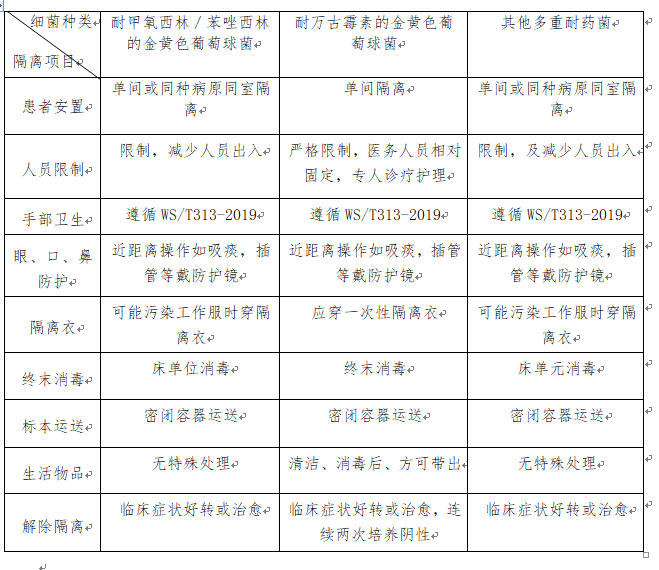 细菌种类
隔离项目
耐甲氧西林/苯唑西林
的金黄色葡萄球菌
耐万古霉素的金黄色葡
萄球菌
其他多重耐药菌
患者安置
单间或同种病原同室隔
离
单间隔离
单间或同种病原同室隔
离
人员限制
限制，减少人员出入
严格限制，医务人员相对
固定，专人诊疗护理
限制，及减少人员出入
手部卫生
遵循 WS/T313-2019
遵循 WS/T313-2019
遵循 WS/T313-2019
眼、口、鼻
防护
近距离操作如吸痰，插
管等戴防护镜
近距离操作如吸痰，插管
等戴防护镜
近距离操作如吸痰，插
管等戴防护镜
隔离衣
可能污染工作服时穿隔
离衣
应穿一次性隔离衣
可能污染工作服时穿隔
离衣
终末消毒
床单位消毒
终末消毒
床单元消毒
标本运送
密闭容器运送
密闭容器运送
密闭容器运送
生活物品
无特殊处理
清洁、消毒后、方可带出
无特殊处理
解除隔离
临床症状好转或治愈
临床症状好转或治愈，连
续两次培养阴性
临床症状好转或治愈